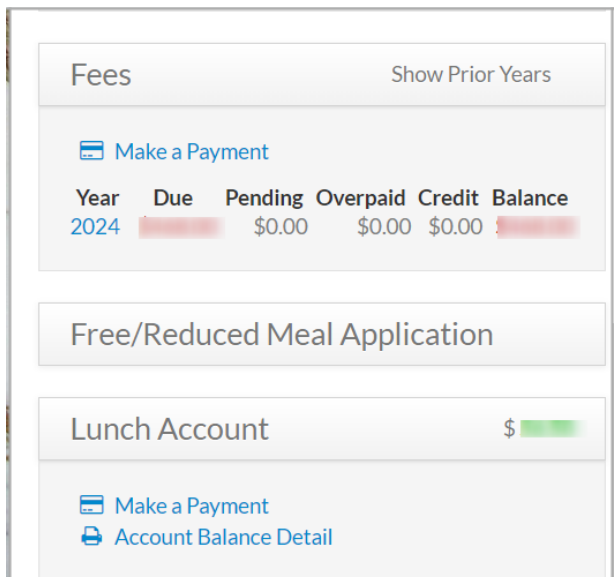 Fees Show Prior Years
Make a Payment
Year Due Pending Overpaid Credit Balance
2024 $0.00 $0.00 $0.00
Free/Reduced Meal Application
Lunch Account $
Make a Payment
Account Balance Detail